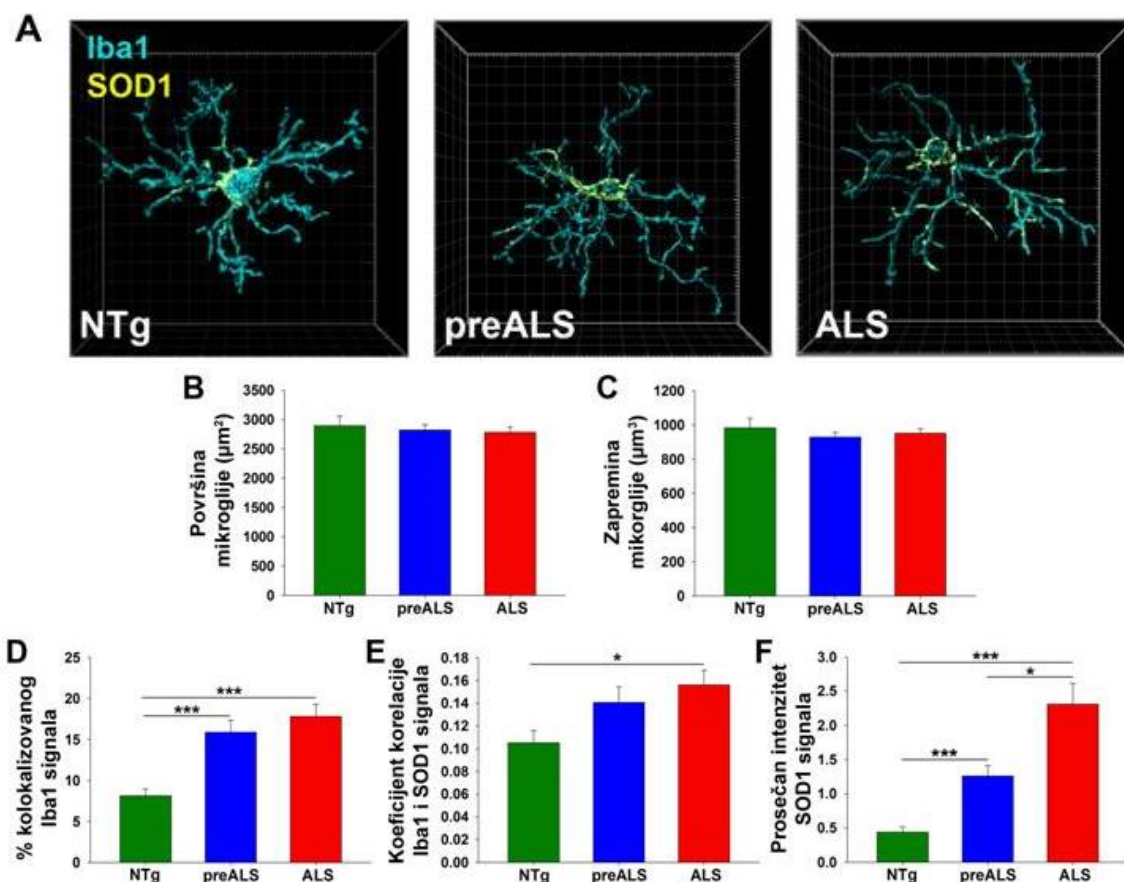 A
Iba1
SOD1
NTg
preALS
ALS
B
Površina
mikroglije (µm²)
3500
3000
2500
2000
1500
1000
500
0
NTg
preALS
ALS
C
Zapremina
mikorglije (µm³)
1200
1000
800
600
400
200
0
NTg
preALS
ALS
D
% kolokalizovanog
Iba1 signala
25
20
15
10
5
0
***
***
NTg
preALS
ALS
E
Koeficijent korelacije
Iba1 i SOD1 signala
0.18
0.16
0.14
0.12
0.10
0.08
0.06
0.04
0.02
0.00
*
NTg
preALS
ALS
F
Prosečan intenzitet
SOD1 signala
3.0
2.5
2.0
1.5
1.0
0.5
0.0
***
*
***
NTg
preALS
ALS